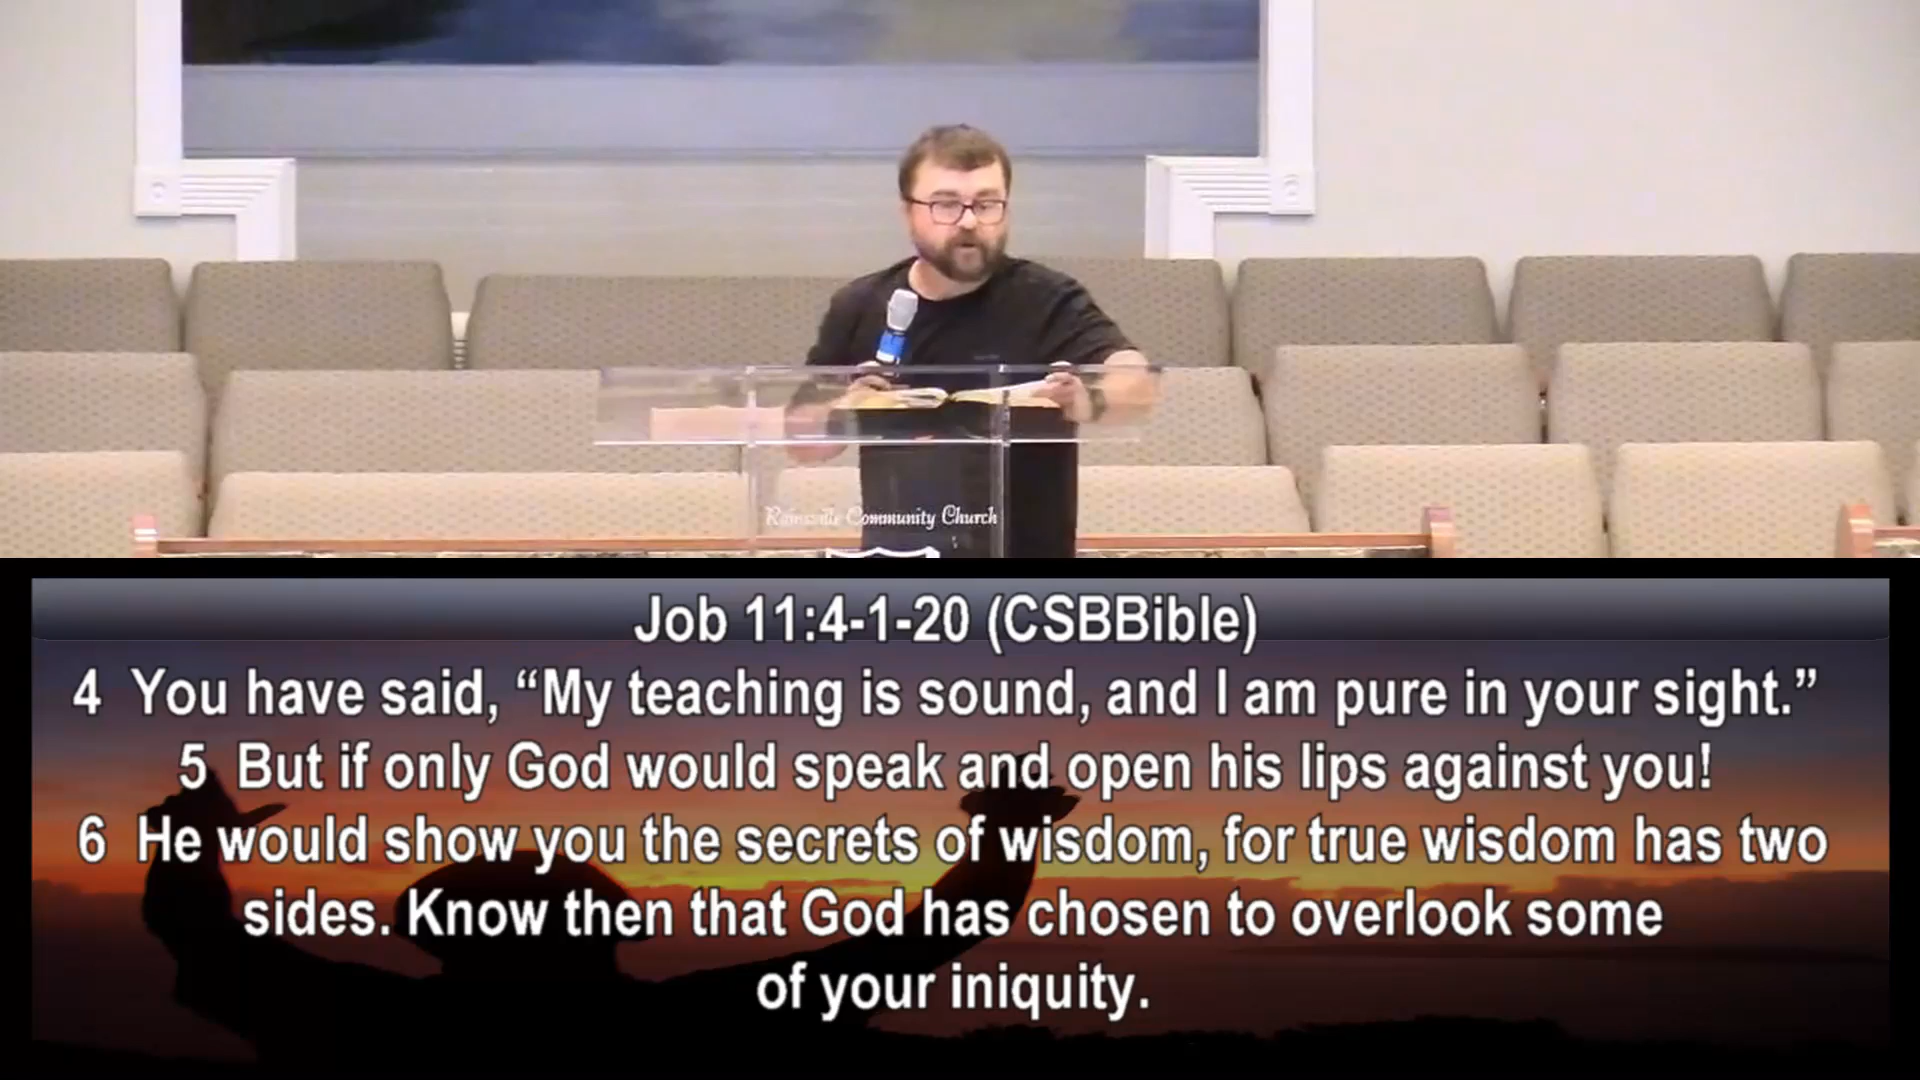 Rainsville Community Church
Job 11:4-1-20 (CSBBible)
4 You have said, “My teaching is sound, and I am pure in your sight.”
5 But if only God would speak and open his lips against you!
6 He would show you the secrets of wisdom, for true wisdom has two
sides. Know then that God has chosen to overlook some
of your iniquity.